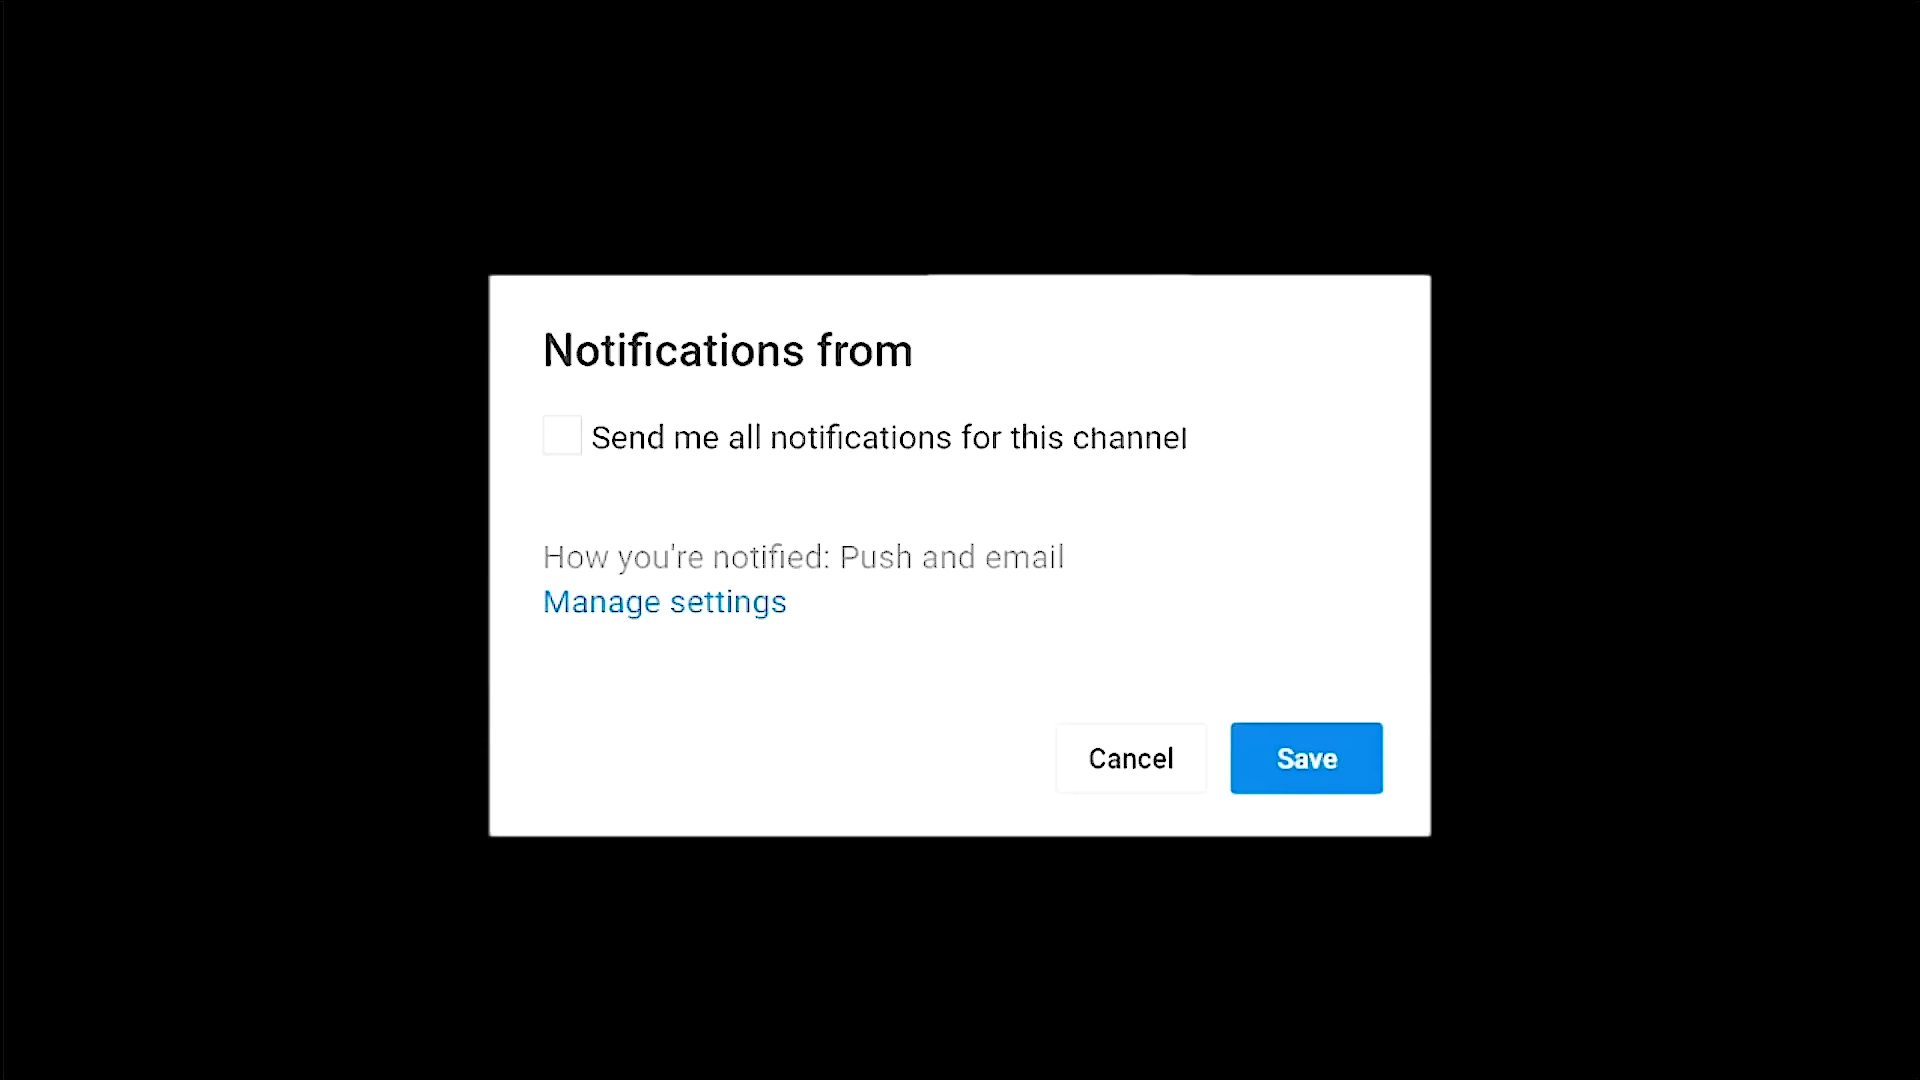 Notifications from
Send me all notifications for this channel
How you're notified: Push and email
Manage settings
Cancel Save